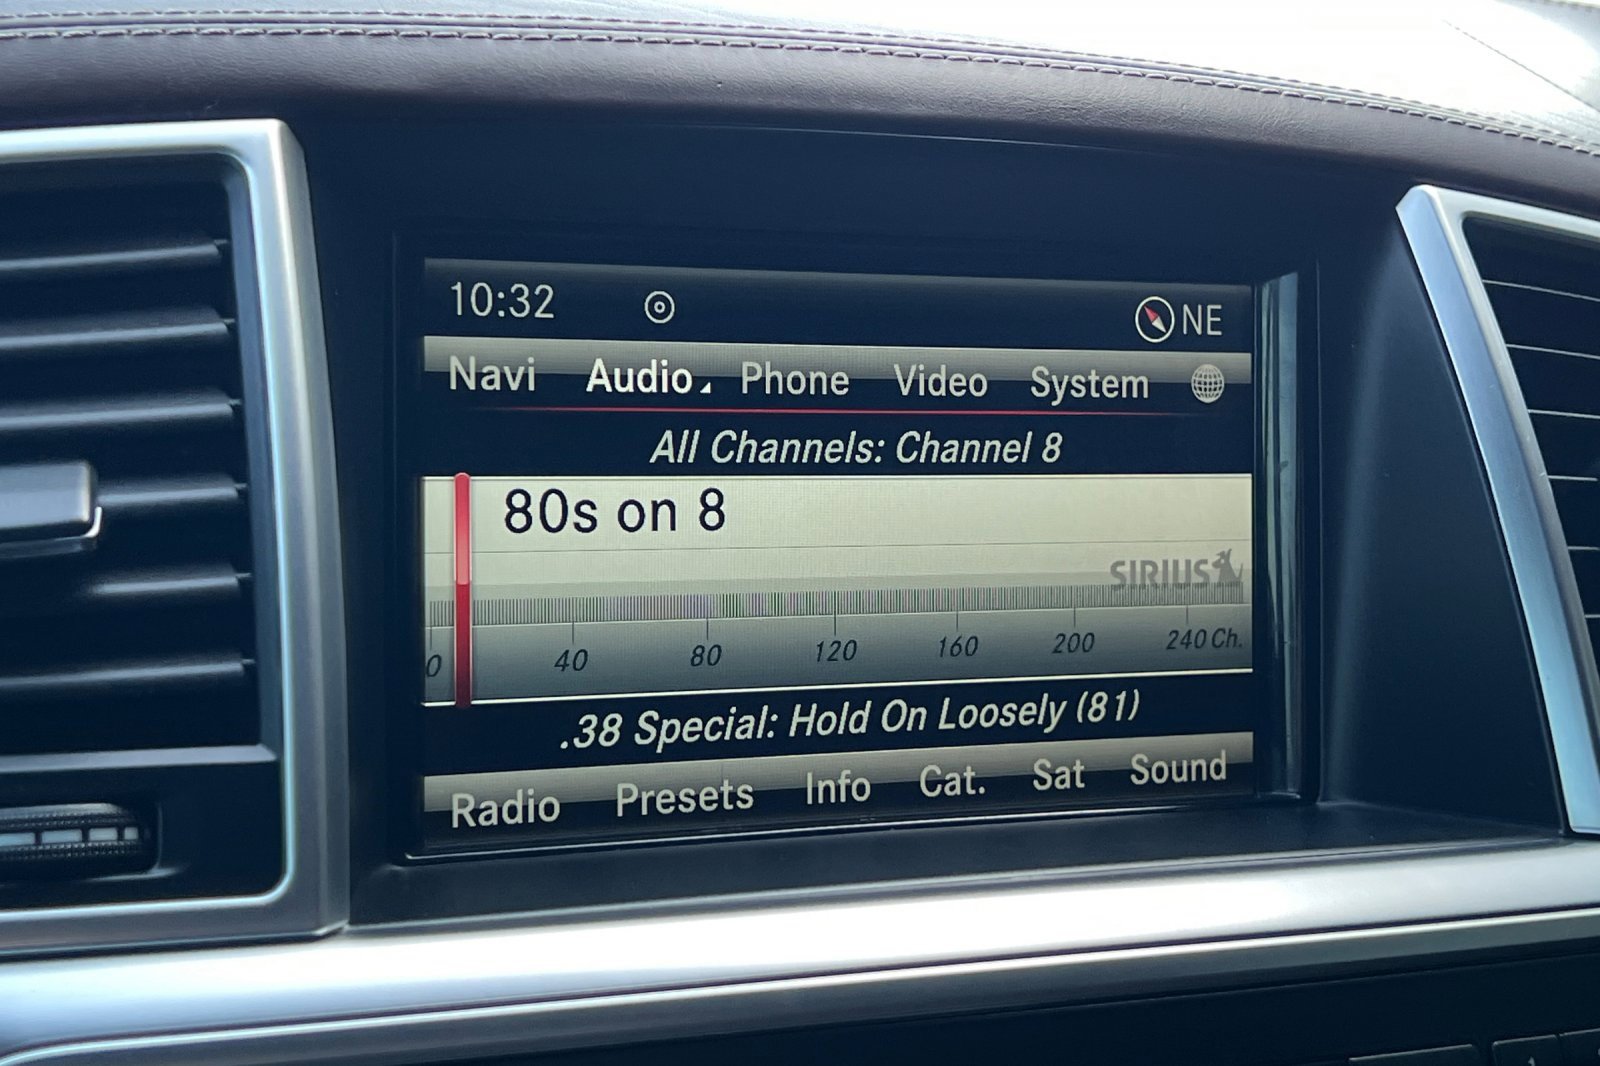 10:32 NE
Navi Audio Phone Video System
All Channels: Channel 8
80s on 8
SIRIUS
0 40 80 120 160 200 240 Ch.
.38 Special: Hold On Loosely (81)
Radio Presets Info Cat. Sat Sound